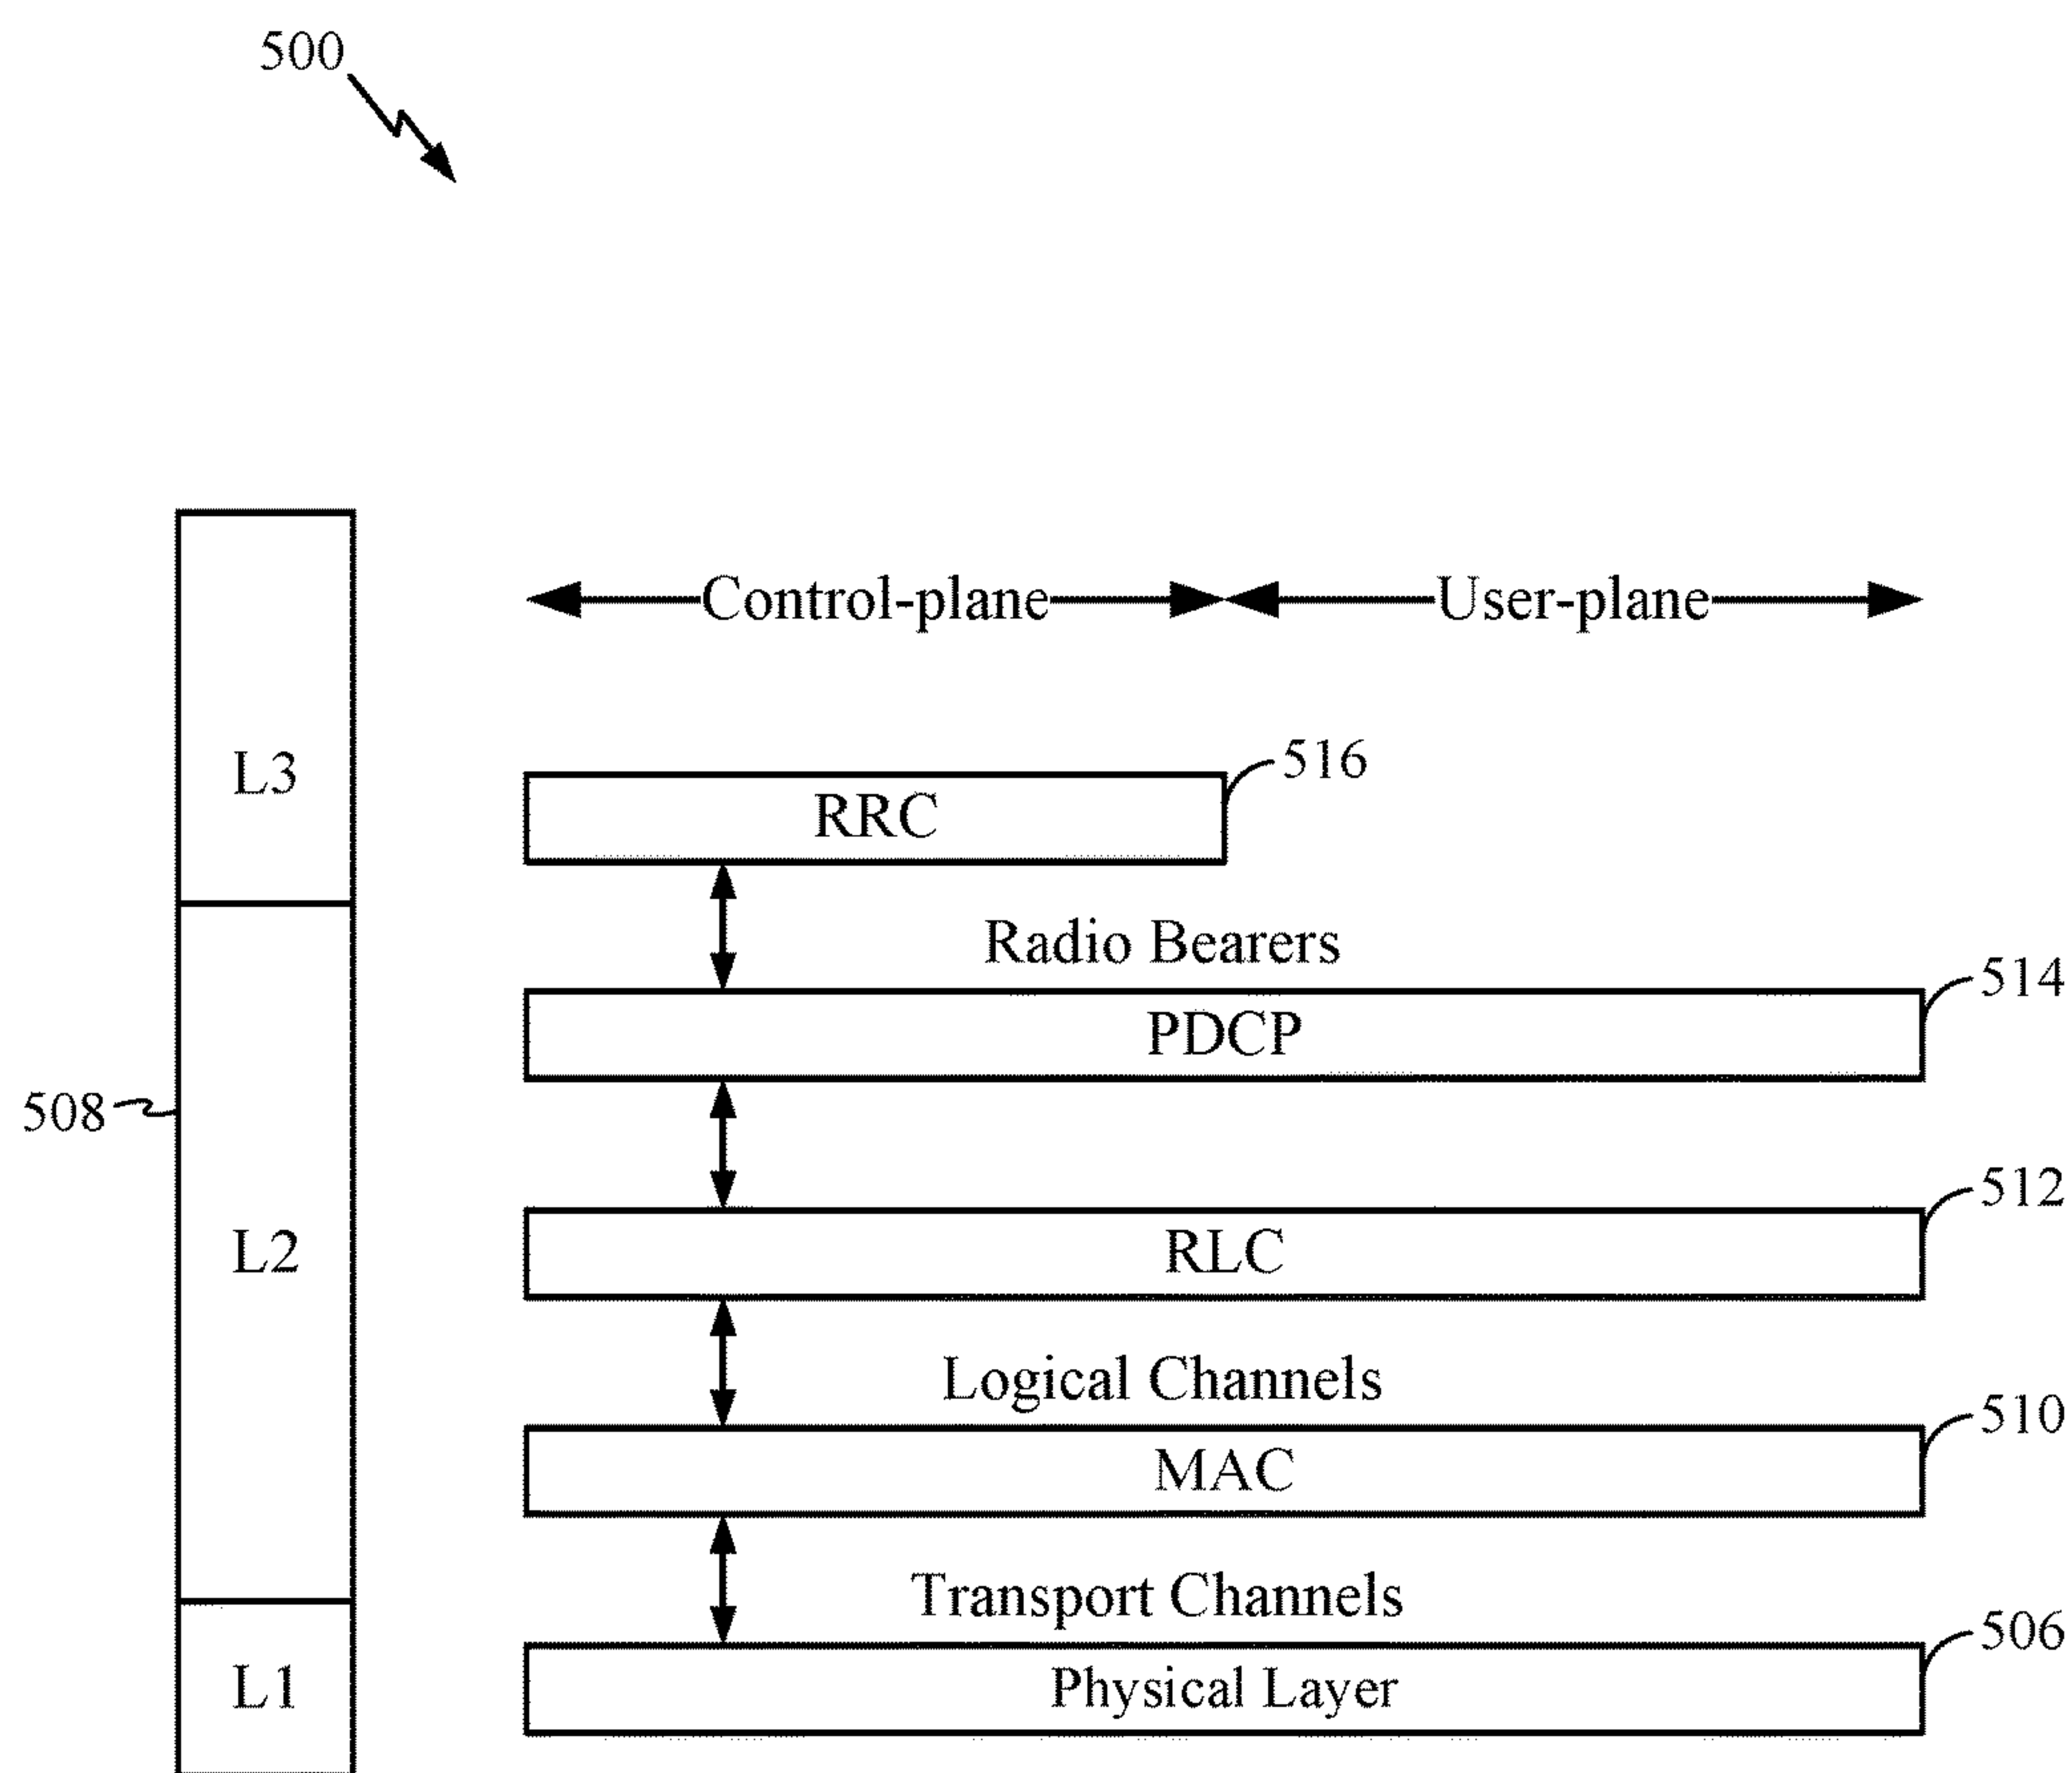 500
Control-plane User-plane
L3
516
RRC
Radio Bearers
514
PDCP
508
512
L2
RLC
Logical Channels
510
MAC
Transport Channels
506
L1
Physical Layer